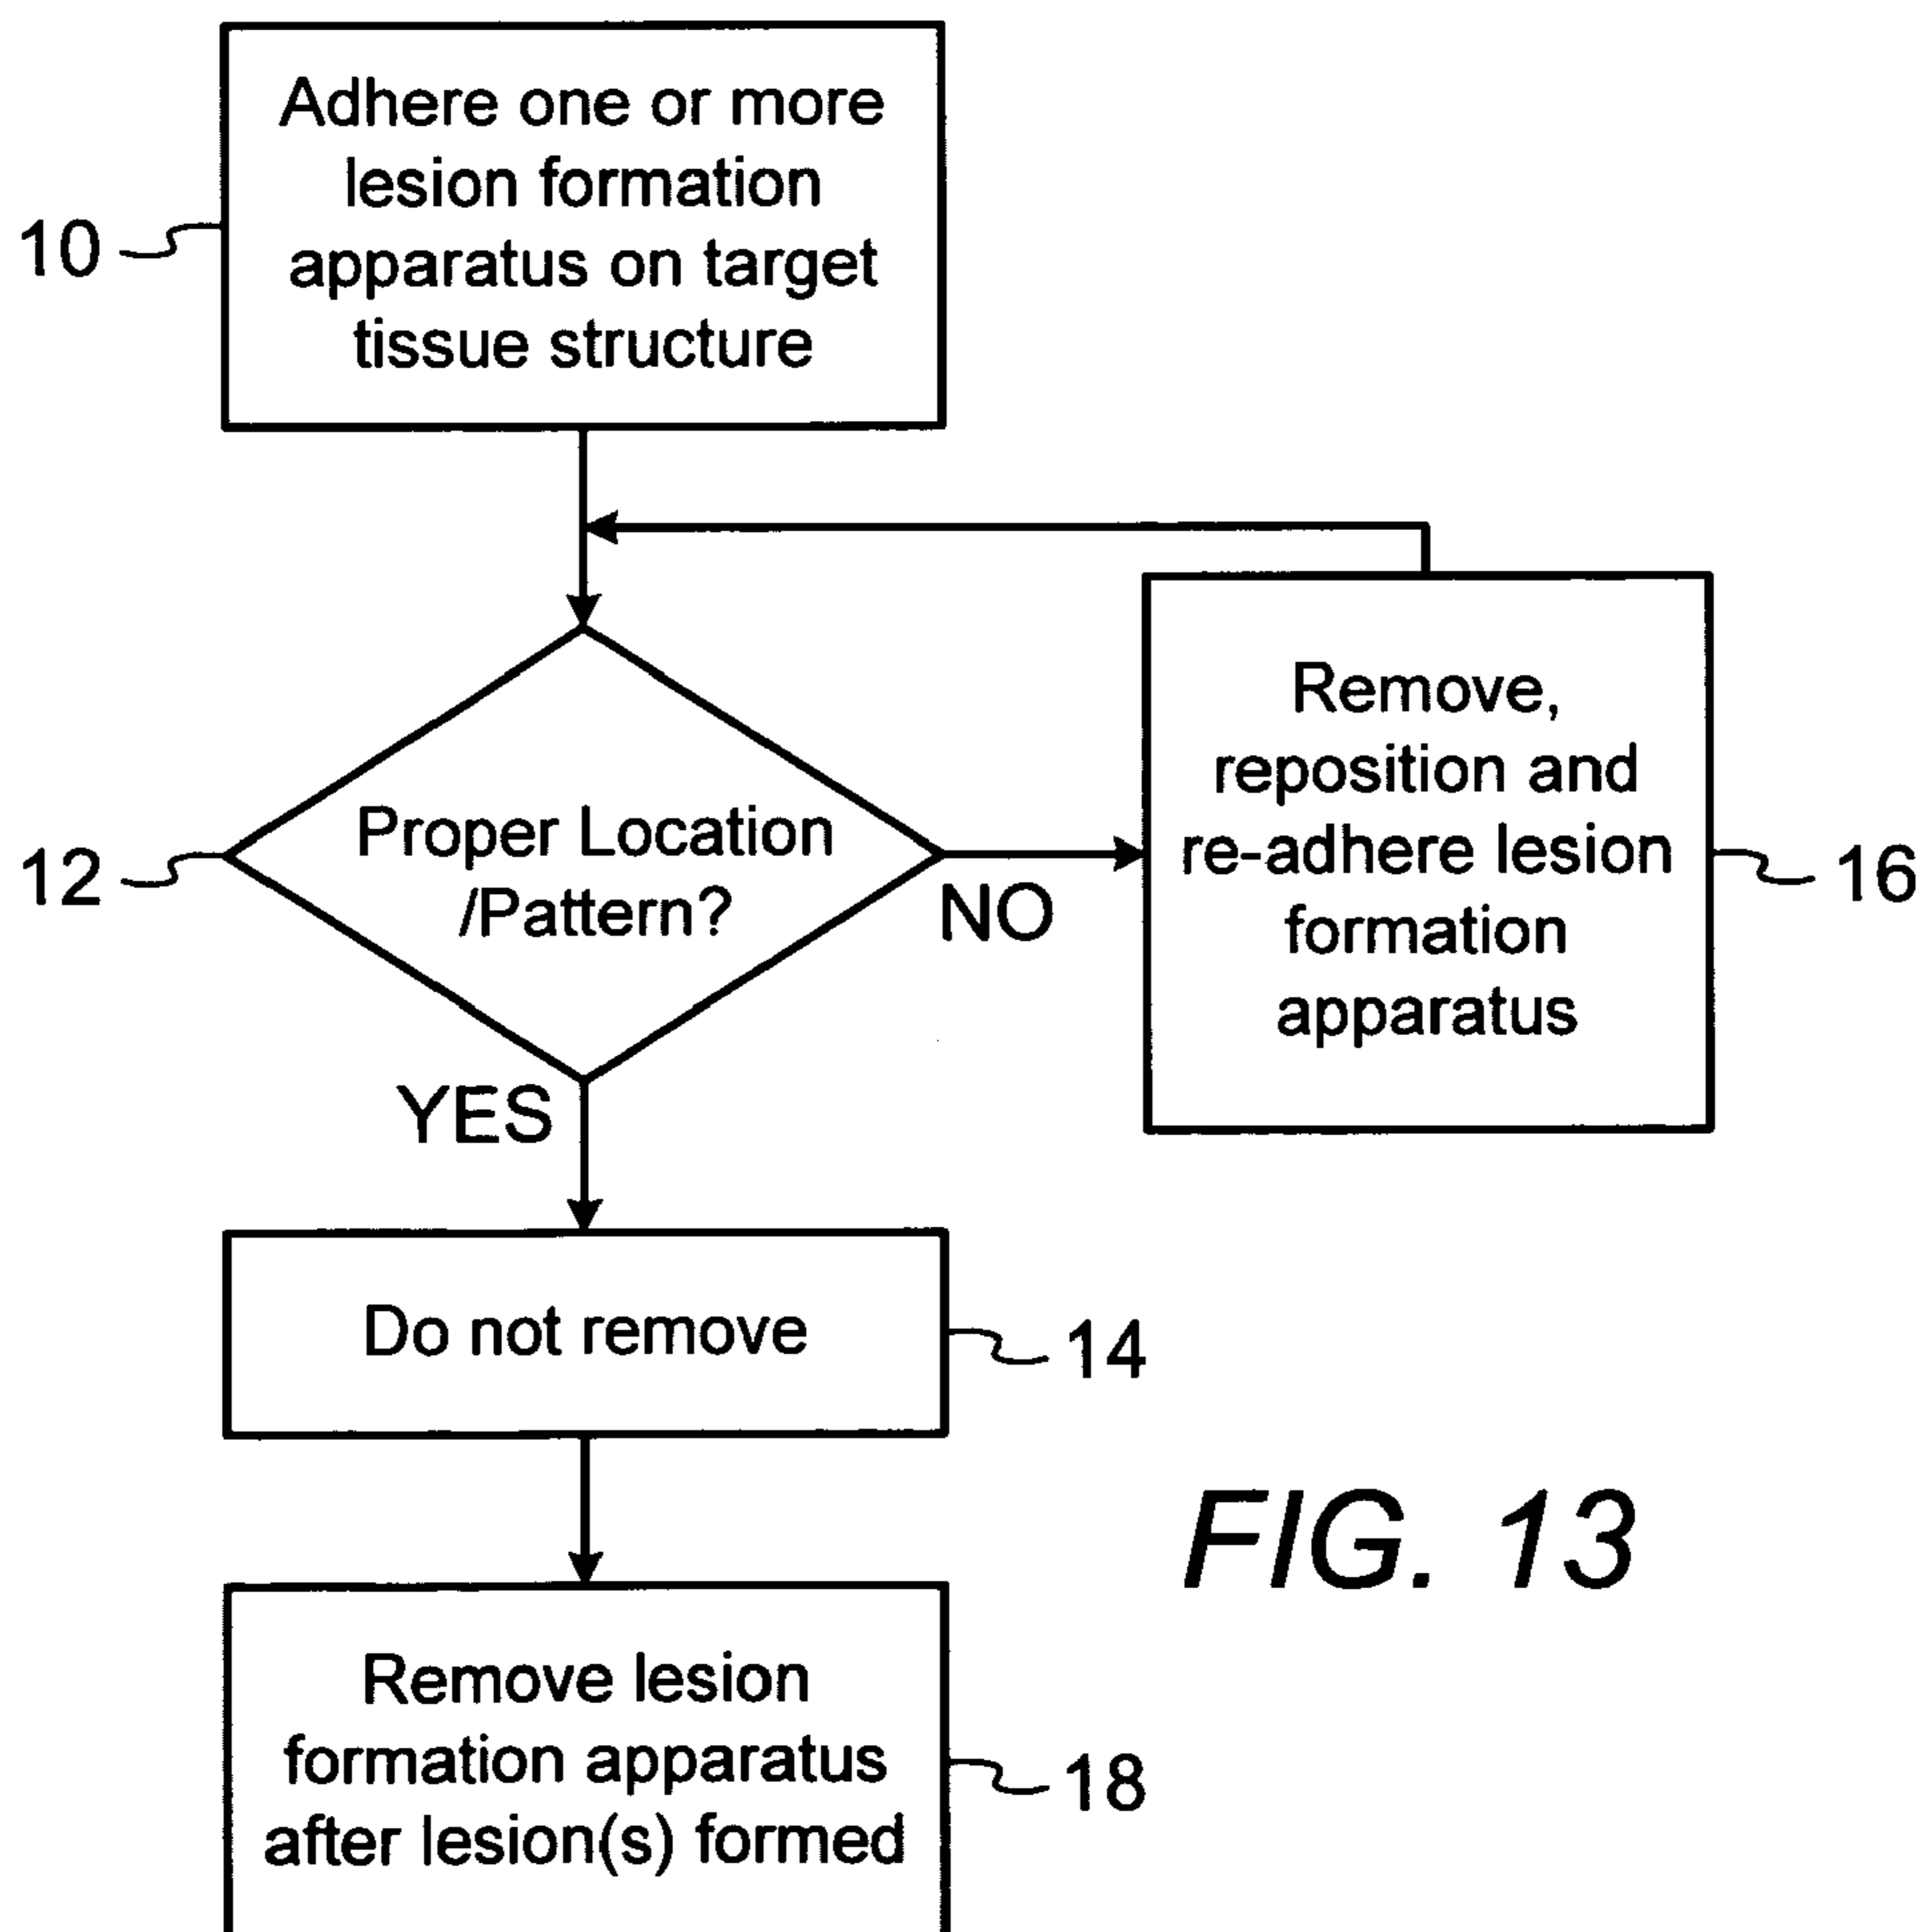 Adhere one or more
lesion formation
apparatus on target
tissue structure
10
Proper Location
/Pattern?
12
NO
Remove,
reposition and
re-adhere lesion
formation
apparatus
16
YES
Do not remove
14
FIG. 13
Remove lesion
formation apparatus
after lesion(s) formed
18